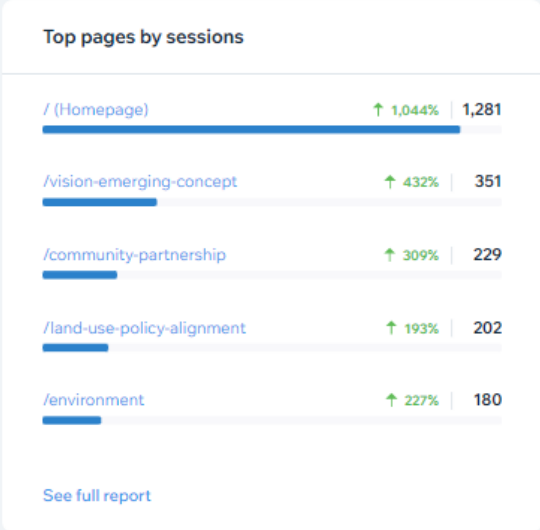 Top pages by sessions
/ (Homepage) ↑ 1,044% 1,281
/vision-emerging-concept ↑ 432% 351
/community-partnership ↑ 309% 229
/land-use-policy-alignment ↑ 193% 202
/environment ↑ 227% 180
See full report